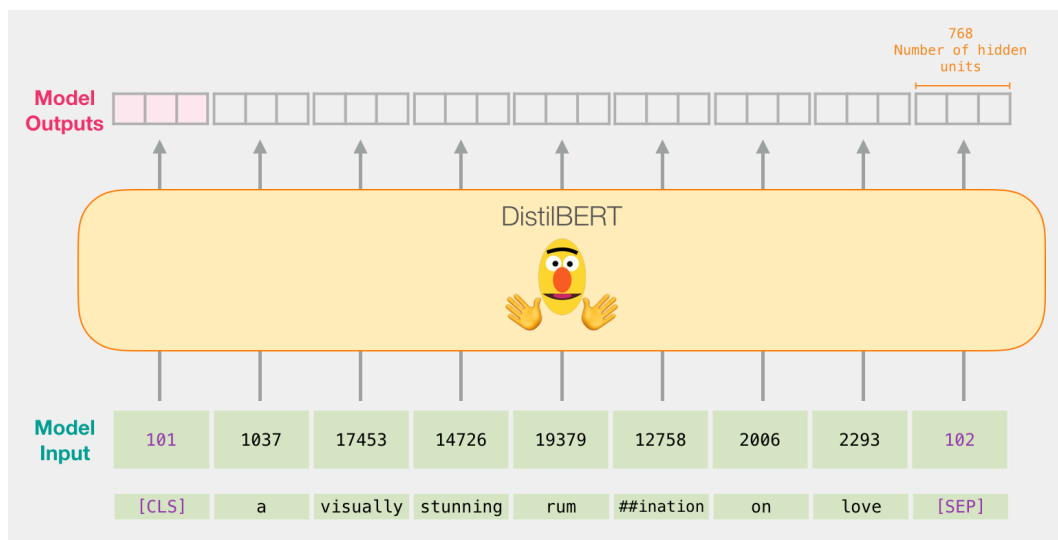 768
Number of hidden
units
Model
Outputs
DistilBERT
Model
Input
101 1037 17453 14726 19379 12758 2006 2293 102
[CLS] a visually stunning rum ##ination on love [SEP]